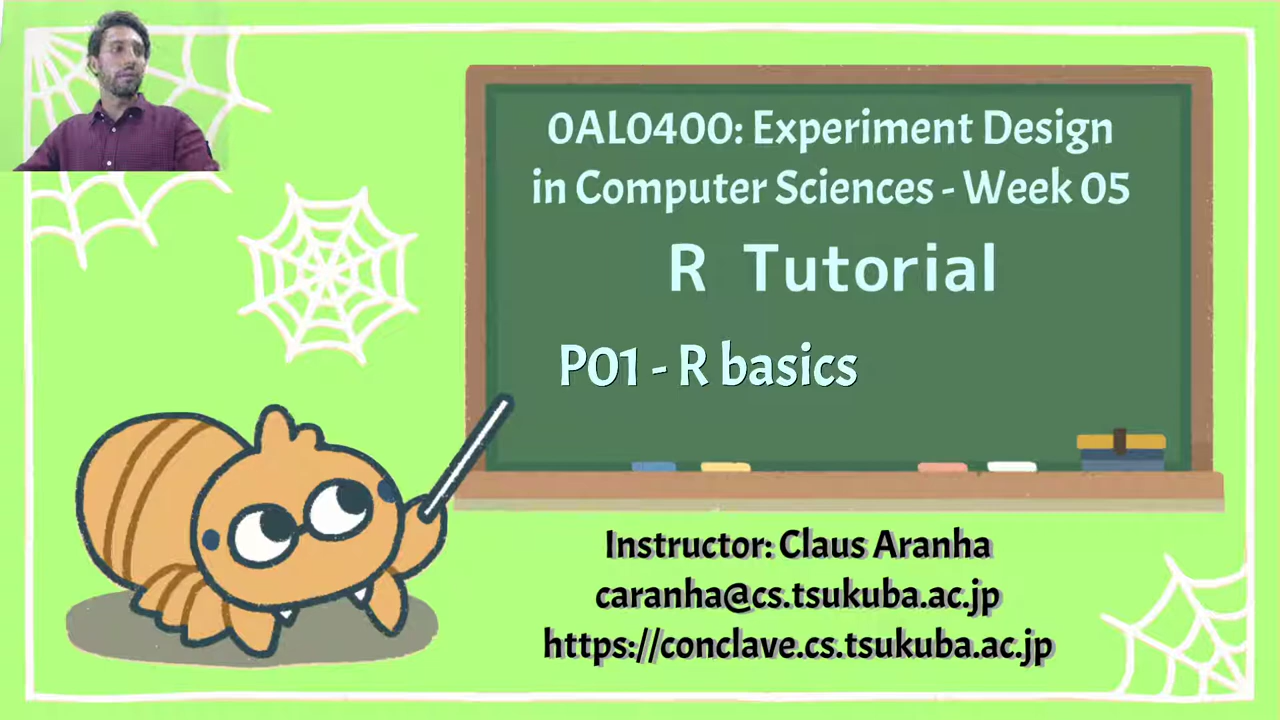 0AL0400: Experiment Design
in Computer Sciences - Week 05
R Tutorial
P01 - R basics
Instructor: Claus Aranha
caranha@cs.tsukuba.ac.jp
https://conclave.cs.tsukuba.ac.jp